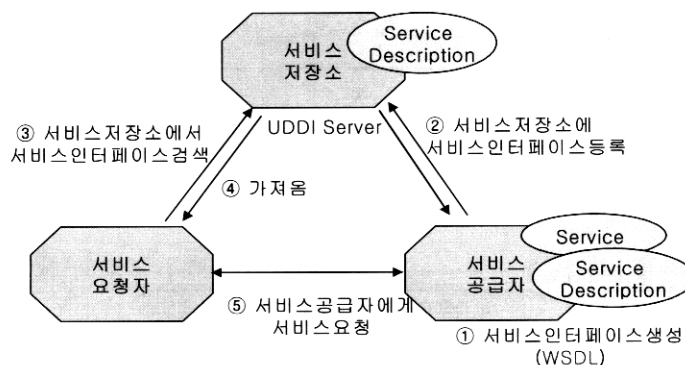 서비스
저장소
Service
Description
UDDI Server
③ 서비스저장소에서
서비스인터페이스검색
② 서비스저장소에
서비스인터페이스등록
④ 가져옴
서비스
요청자
서비스
공급자
Service
Service
Description
⑤ 서비스공급자에게
서비스요청
① 서비스인터페이스생성
(WSDL)